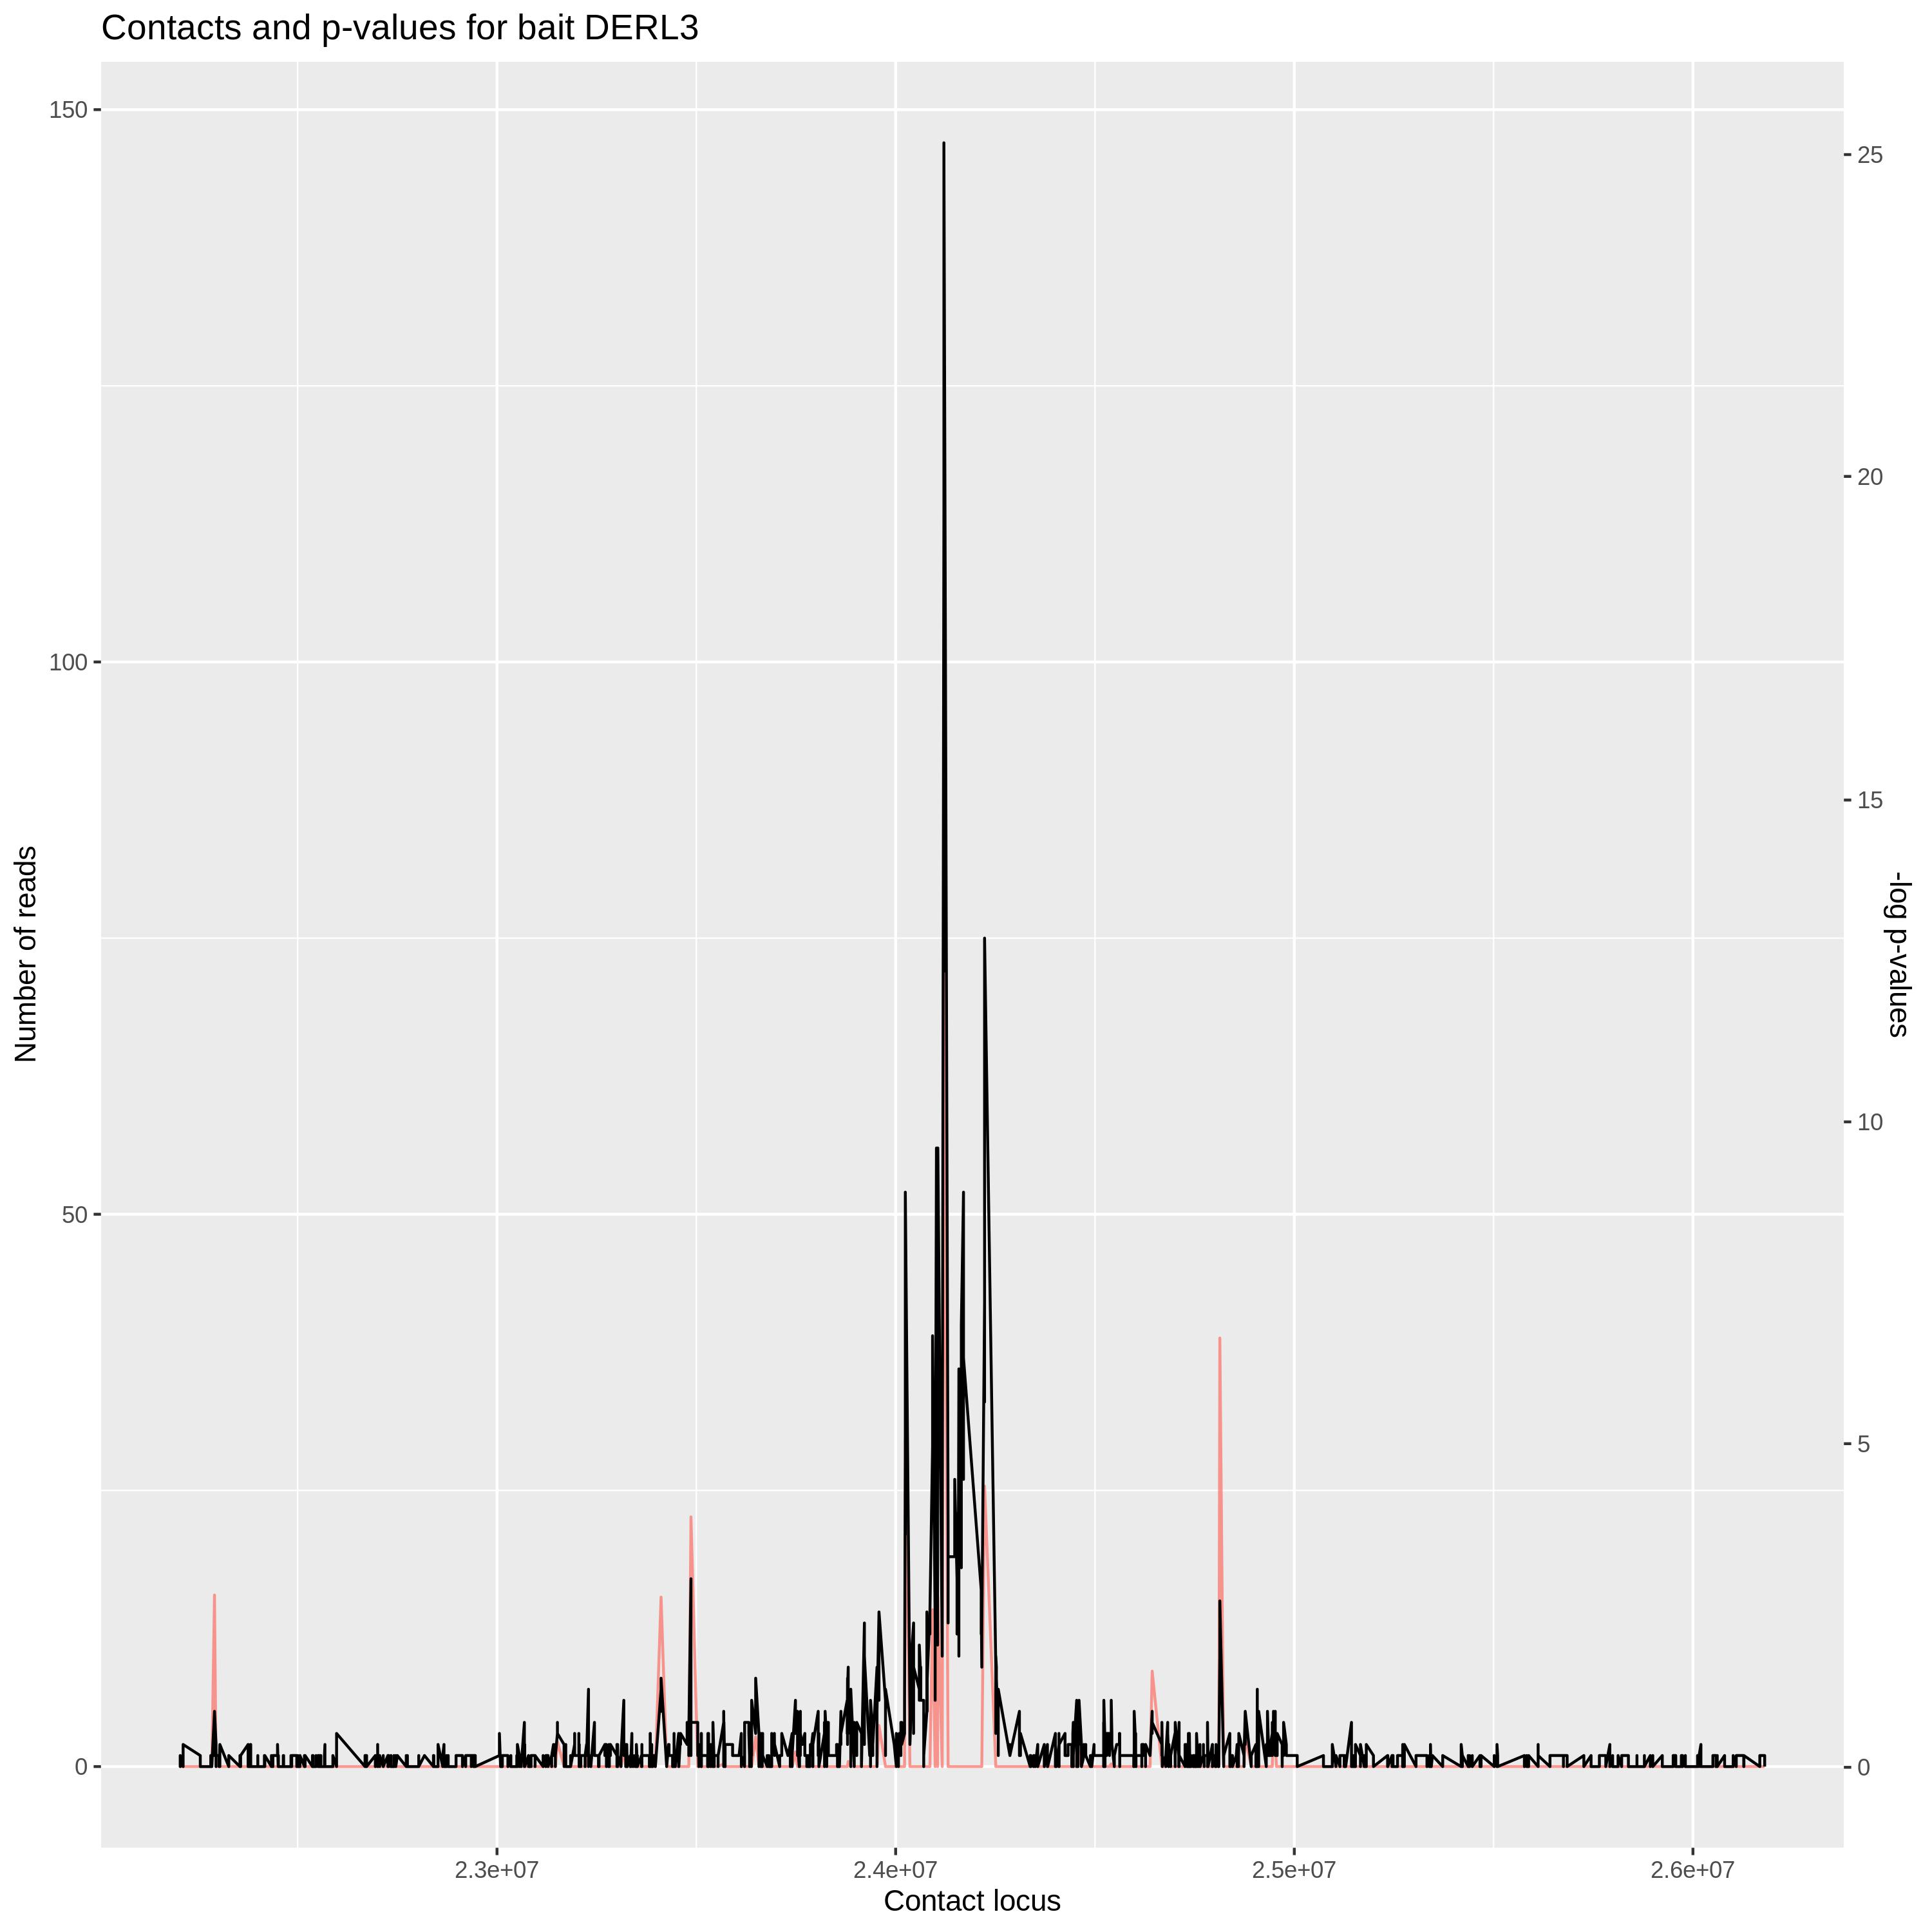 Contacts and p-values for bait DERL3
150
100
50
0
Number of reads
25
20
15
10
5
0
-log p-values
2.3e+07
2.4e+07
2.5e+07
2.6e+07
Contact locus